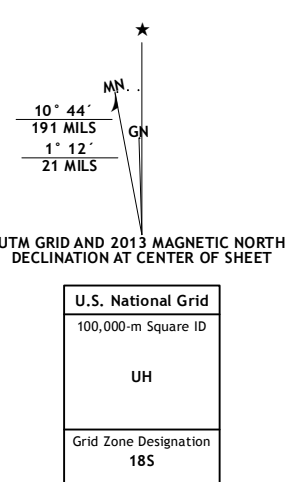 ★
MN
10° 44´
191 MILS
GN
1° 12´
21 MILS
UTM GRID AND 2013 MAGNETIC NORTH
DECLINATION AT CENTER OF SHEET
U.S. National Grid
100,000-m Square ID
UH
Grid Zone Designation
18S